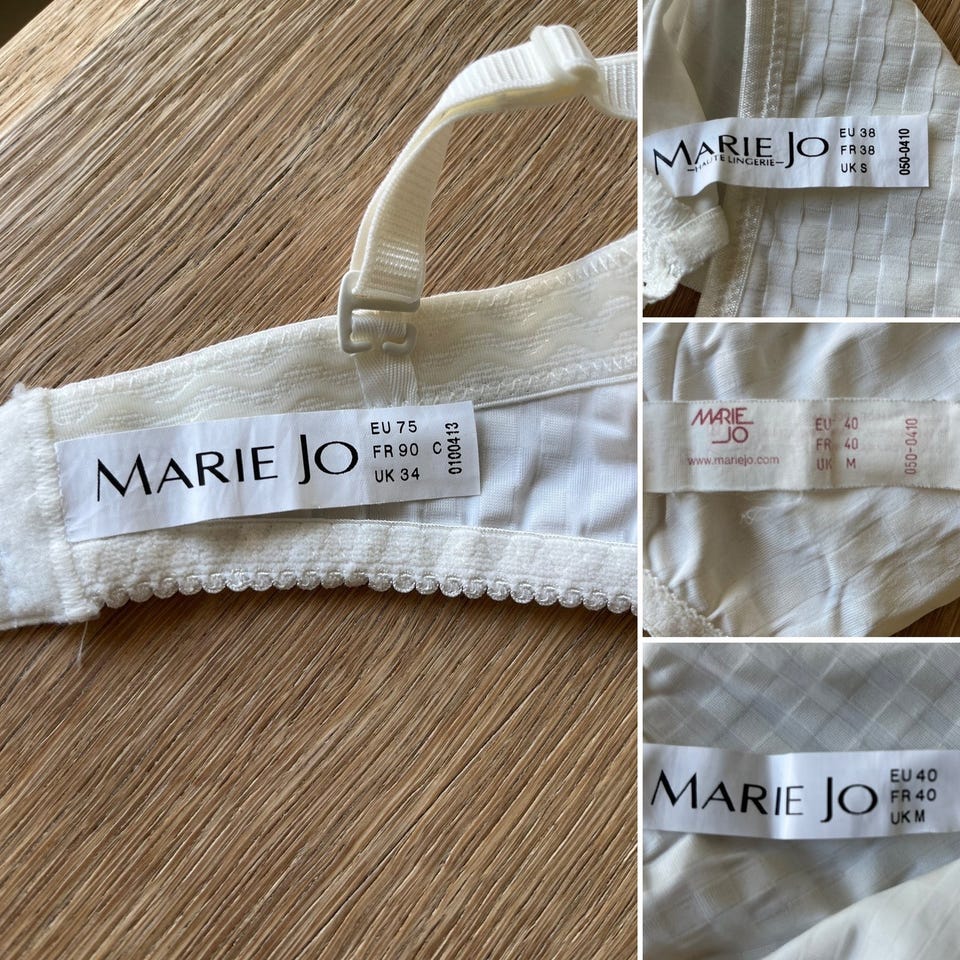 MARIE JO
EU 75
FR 90 C
UK 34
0100413
MARIE JO
-HAUTE LINGERIE-
EU 38
FR 38
UK S
050-0410
MARIE
JO
www.mariejo.com
EU 40
FR 40
UK M
050-0410
MARIE JO
EU 40
FR 40
UK M